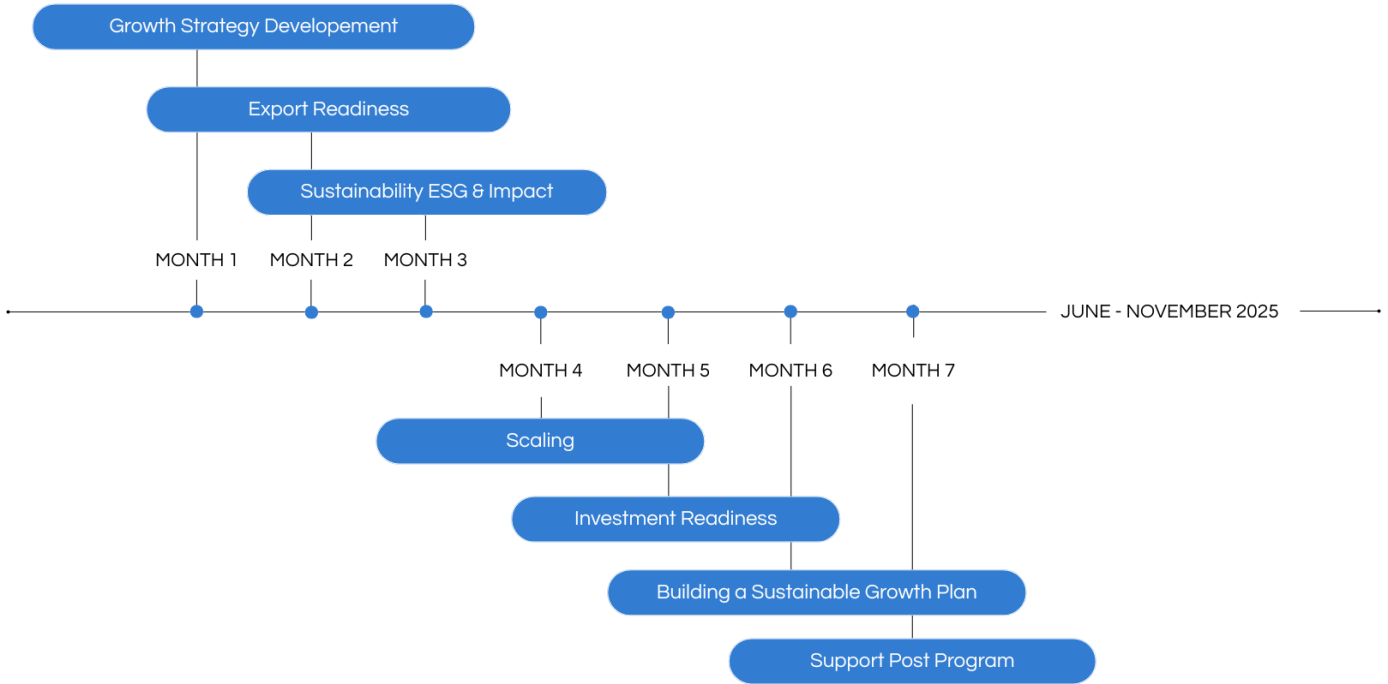 Growth Strategy Developement
Export Readiness
Sustainability ESG & Impact
MONTH 1
MONTH 2
MONTH 3
JUNE - NOVEMBER 2025
MONTH 4
MONTH 5
MONTH 6
MONTH 7
Scaling
Investment Readiness
Building a Sustainable Growth Plan
Support Post Program